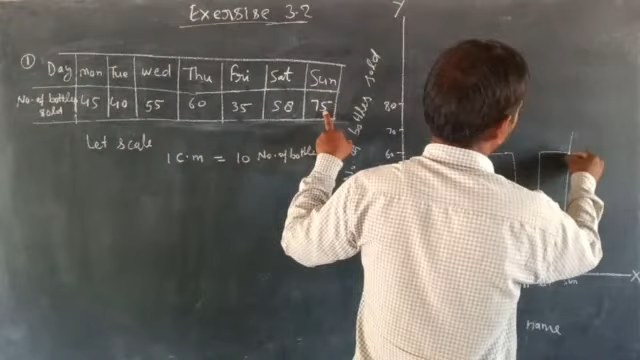 Exersise 3.2
① Day mon Tue wed Thu Fri Sat Sun
No. of bottles sold 45 40 55 60 35 58 75
Let scale
1 C.m = 10 No. of bottles
Y
of bottles sold
80
70
60
X
name